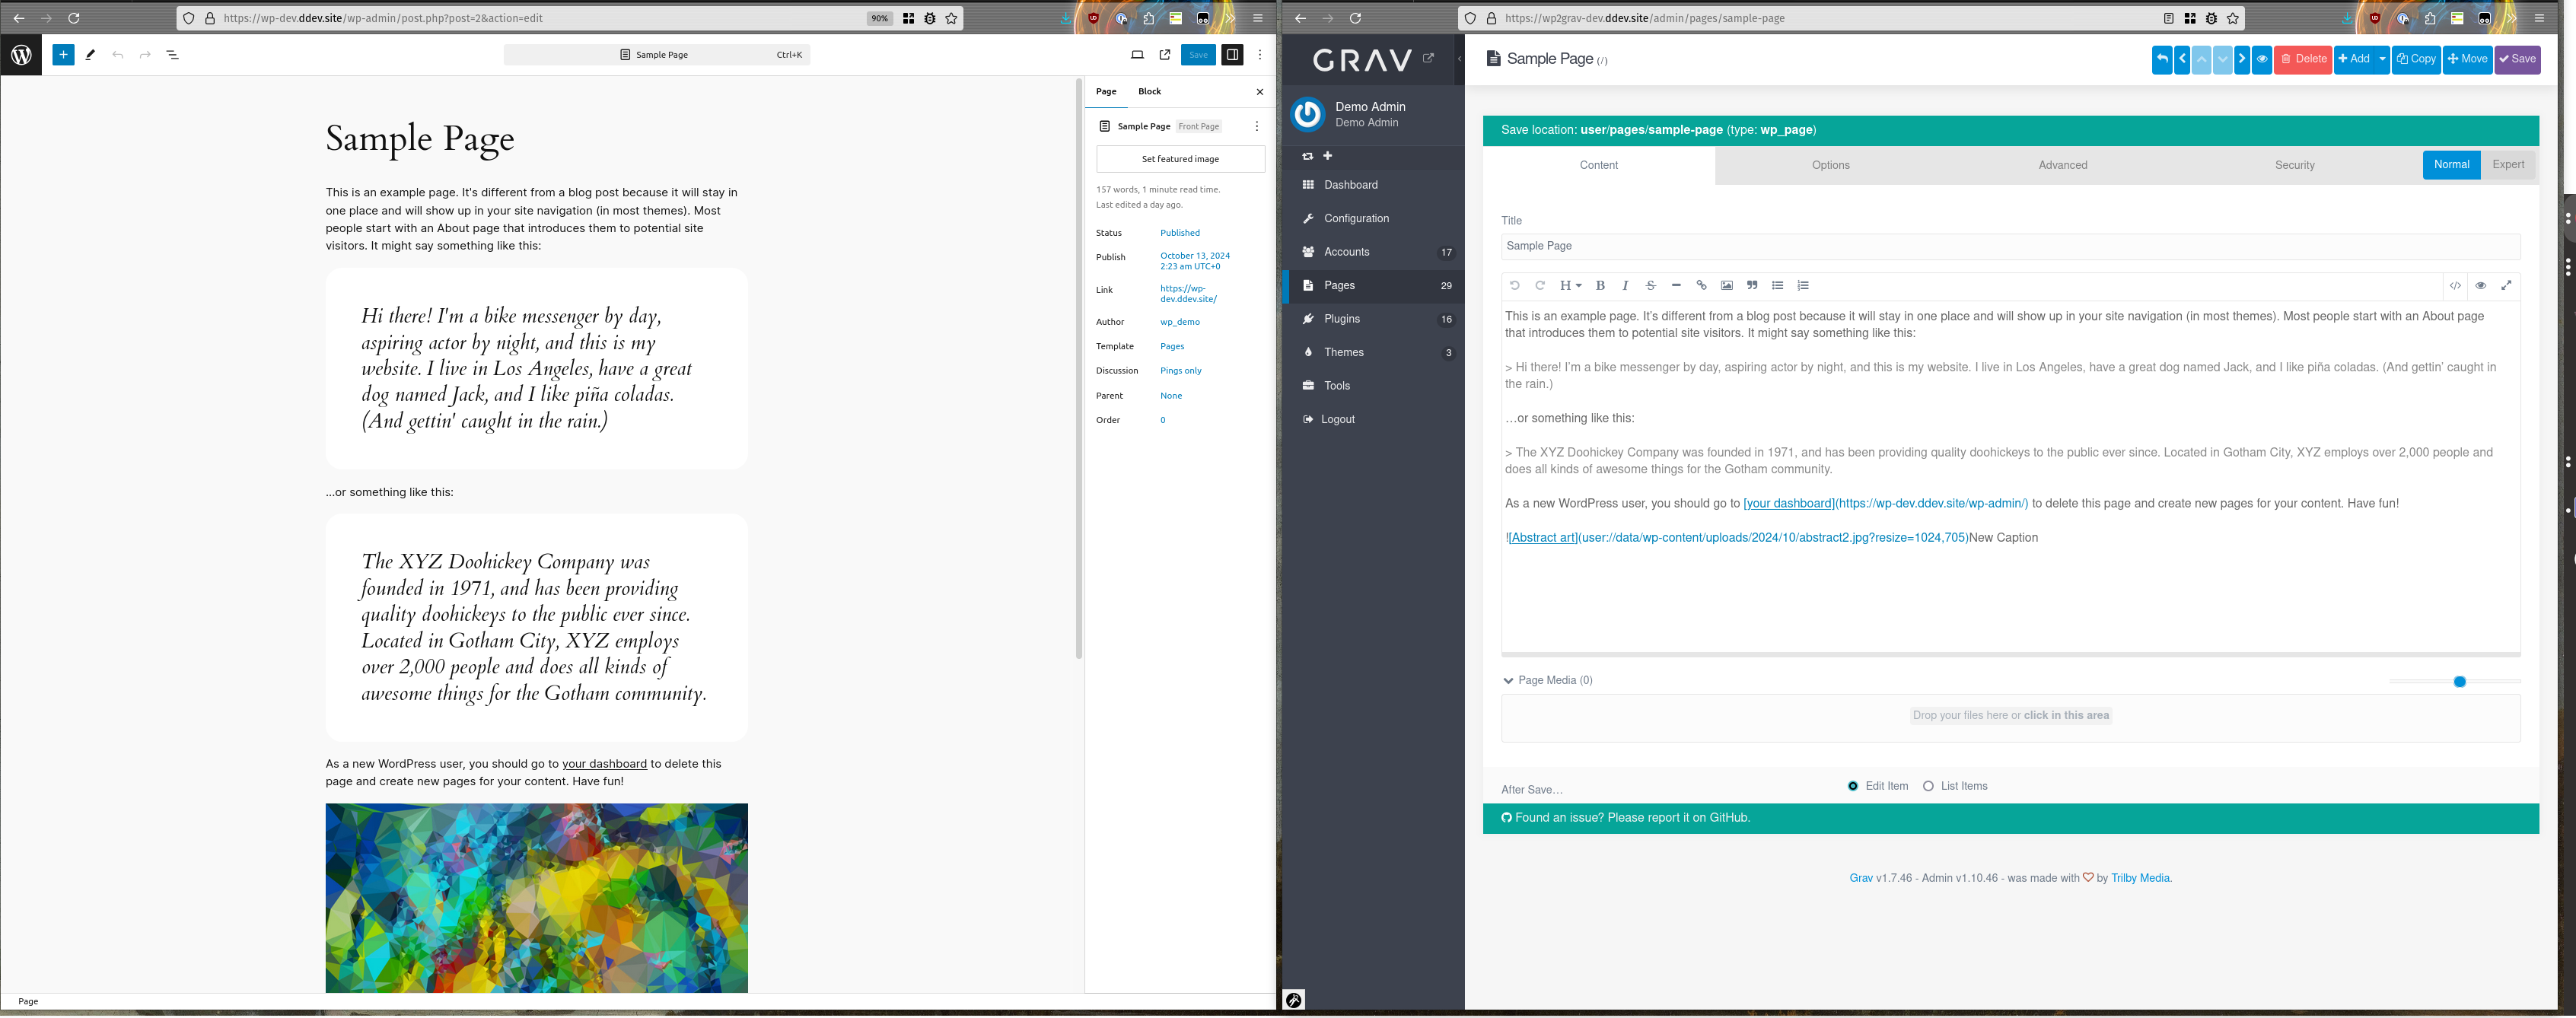 https://wp-dev.ddev.site/wp-admin/post.php?post=2&action=edit
90%
Sample Page
Ctrl+K
Save
Sample Page
This is an example page. It's different from a blog post because it will stay in
one place and will show up in your site navigation (in most themes). Most
people start with an About page that introduces them to potential site
visitors. It might say something like this:
Hi there! I'm a bike messenger by day,
aspiring actor by night, and this is my
website. I live in Los Angeles, have a great
dog named Jack, and I like piña coladas.
(And gettin' caught in the rain.)
...or something like this:
The XYZ Doohickey Company was
founded in 1971, and has been providing
quality doohickeys to the public ever since.
Located in Gotham City, XYZ employs
over 2,000 people and does all kinds of
awesome things for the Gotham community.
As a new WordPress user, you should go to your dashboard to delete this
page and create new pages for your content. Have fun!
Page
Page
Block
Sample Page
Front Page
Set featured image
157 words, 1 minute read time.
Last edited a day ago.
Status
Published
Publish
October 13, 2024
2:23 am UTC+0
Link
https://wp-
dev.ddev.site/
Author
wp_demo
Template
Pages
Discussion
Pings only
Parent
None
Order
0
https://wp2grav-dev.ddev.site/admin/pages/sample-page
GRAV
Demo Admin
Demo Admin
Dashboard
Configuration
Accounts 17
Pages 29
Plugins 16
Themes 3
Tools
Logout
Sample Page (/)
Delete
Add
Copy
Move
Save
Save location: user/pages/sample-page (type: wp_page)
Content
Options
Advanced
Security
Normal
Expert
Title
Sample Page
H
B
I
S
This is an example page. It's different from a blog post because it will stay in one place and will show up in your site navigation (in most themes). Most people start with an About page
that introduces them to potential site visitors. It might say something like this:
> Hi there! I'm a bike messenger by day, aspiring actor by night, and this is my website. I live in Los Angeles, have a great dog named Jack, and I like piña coladas. (And gettin' caught in
the rain.)
…or something like this:
> The XYZ Doohickey Company was founded in 1971, and has been providing quality doohickeys to the public ever since. Located in Gotham City, XYZ employs over 2,000 people and
does all kinds of awesome things for the Gotham community.
As a new WordPress user, you should go to [your dashboard](https://wp-dev.ddev.site/wp-admin/) to delete this page and create new pages for your content. Have fun!
![Abstract art](user://data/wp-content/uploads/2024/10/abstract2.jpg?resize=1024,705)New Caption
Page Media (0)
Drop your files here or click in this area
After Save...
Edit Item
List Items
Found an issue? Please report it on GitHub.
Grav v1.7.46 - Admin v1.10.46 - was made with ♡ by Trilby Media.